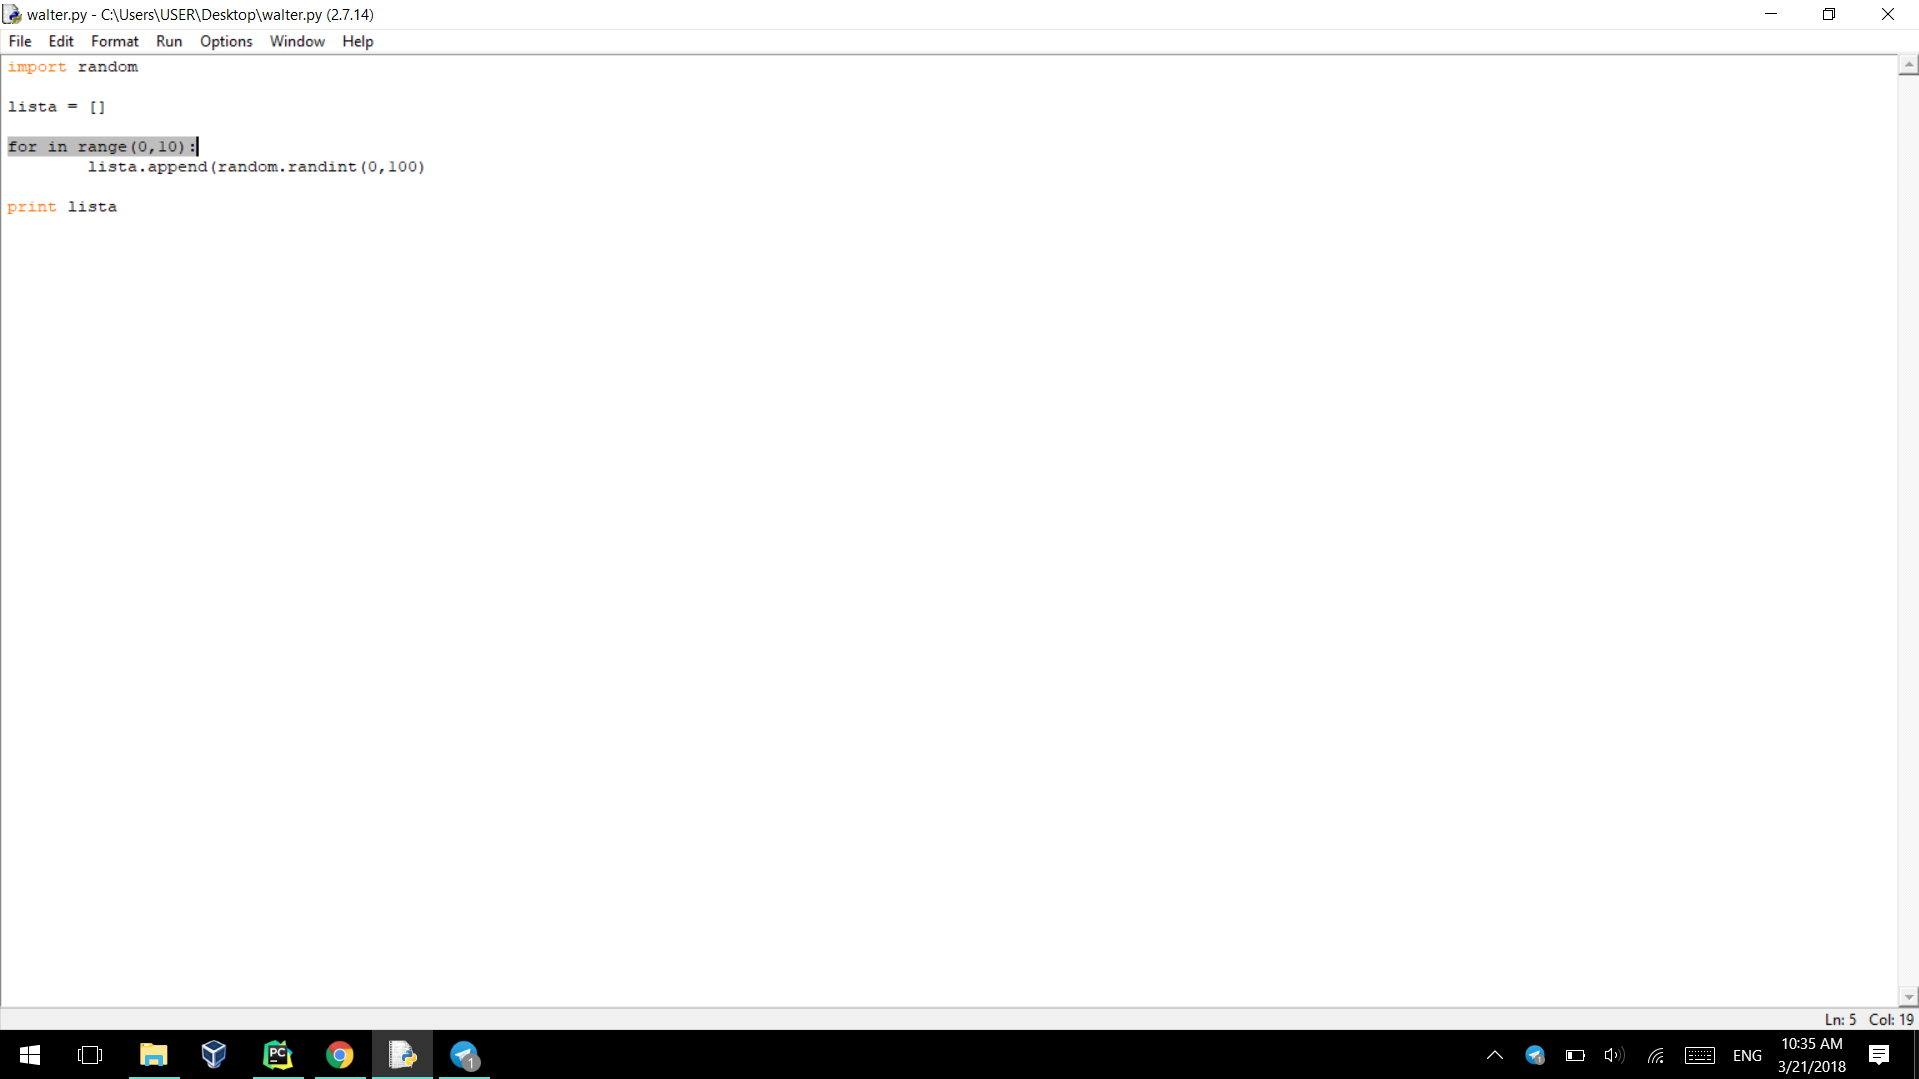 walter.py - C:\Users\USER\Desktop\walter.py (2.7.14)
File Edit Format Run Options Window Help
import random
lista = []
for in range(0,10):
        lista.append(random.randint(0,100)
print lista
Ln: 5 Col: 19
PC
1
ENG
10:35 AM
3/21/2018